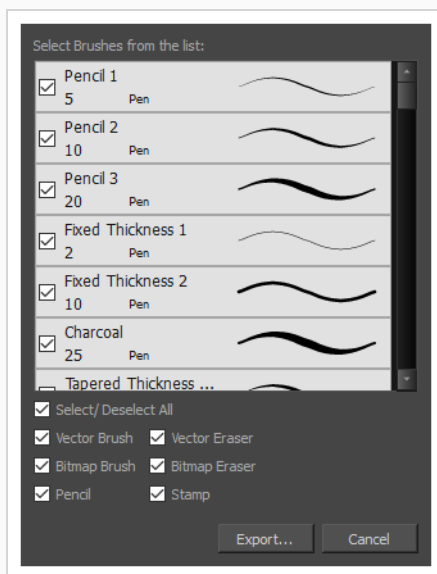 Select Brushes from the list:
Pencil 1
5 Pen
Pencil 2
10 Pen
Pencil 3
20 Pen
Fixed Thickness 1
2 Pen
Fixed Thickness 2
10 Pen
Charcoal
25 Pen
Tapered Thickness ...
Select/ Deselect All
Vector Brush Vector Eraser
Bitmap Brush Bitmap Eraser
Pencil Stamp
Export... Cancel